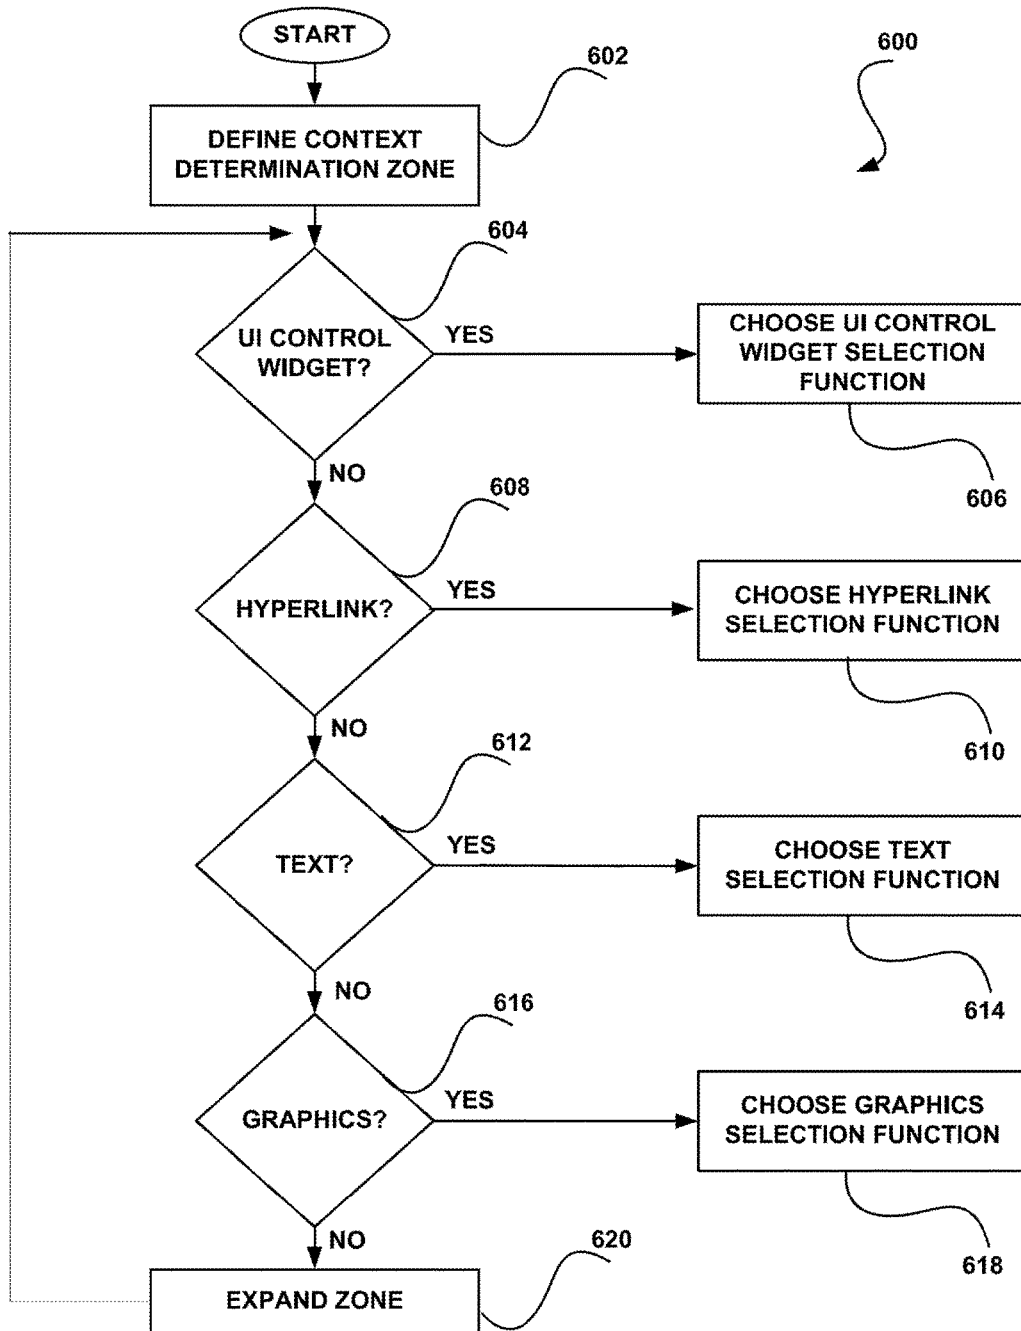 START
602
600
DEFINE CONTEXT
DETERMINATION ZONE
604
UI CONTROL
WIDGET?
YES
CHOOSE UI CONTROL
WIDGET SELECTION
FUNCTION
606
NO
608
HYPERLINK?
YES
CHOOSE HYPERLINK
SELECTION FUNCTION
610
NO
612
TEXT?
YES
CHOOSE TEXT
SELECTION FUNCTION
614
NO
616
GRAPHICS?
YES
CHOOSE GRAPHICS
SELECTION FUNCTION
618
NO
620
EXPAND ZONE